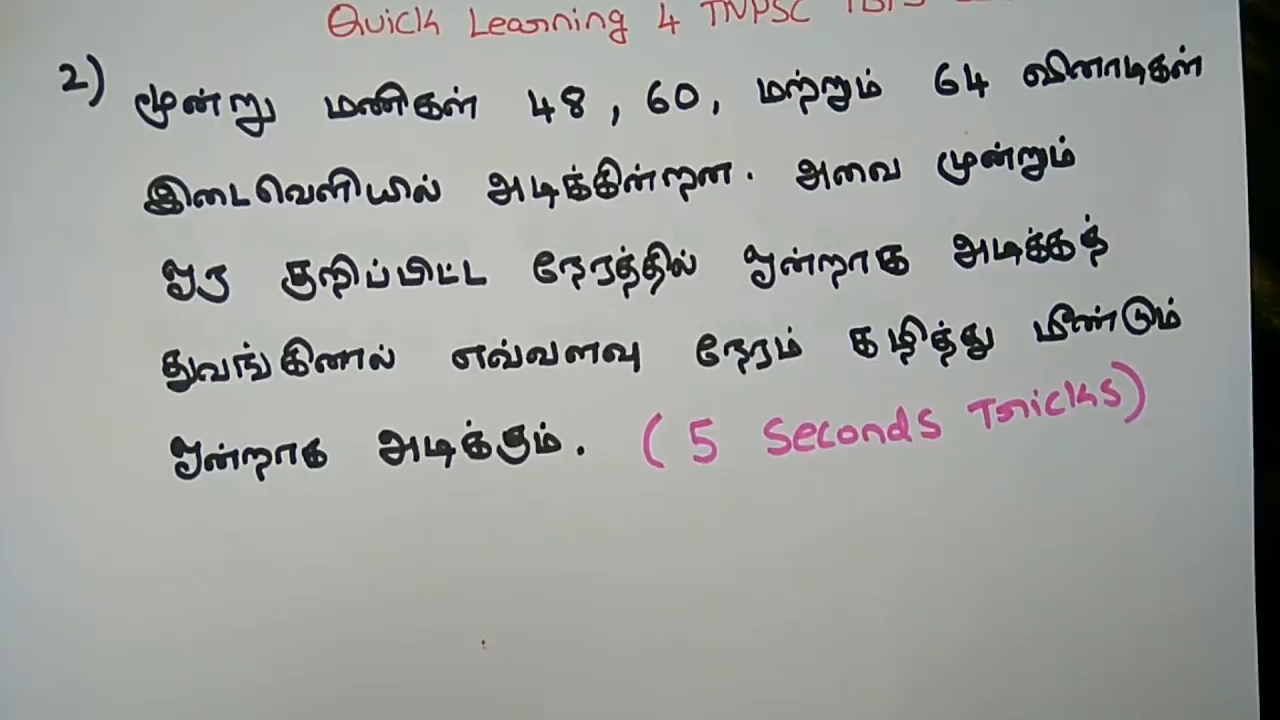 Quick Learning 4 TNPSC
2) மூன்று மணிகள் 48, 60, மற்றும் 64 வினாடிகள்
இடைவெளியில் அடிக்கின்றன. அவை மூன்றும்
ஒரு குறிப்பிட்ட நேரத்தில் ஒன்றாக அடிக்கத்
துவங்கினால் எவ்வளவு நேரம் கழித்து மீண்டும்
ஒன்றாக அடிக்கும். (5 Seconds Tricks)